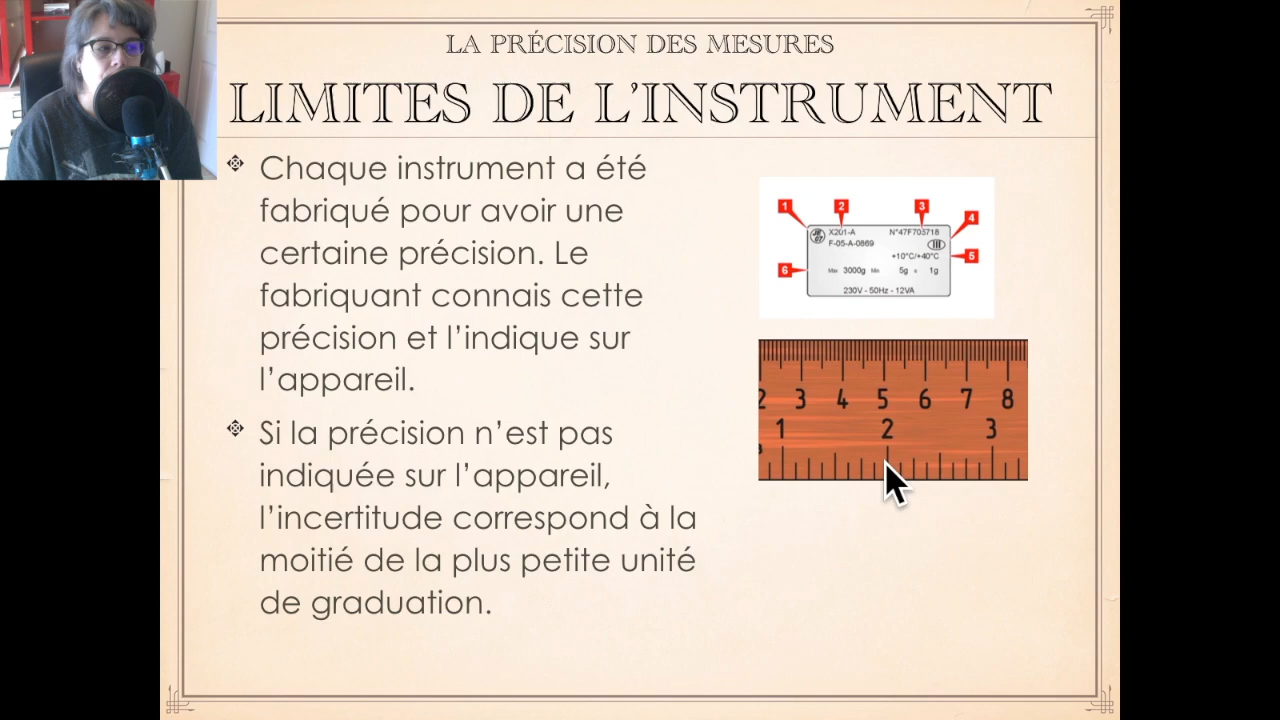 LA PRÉCISION DES MESURES
LIMITES DE L'INSTRUMENT
Chaque instrument a été
fabriqué pour avoir une
certaine précision. Le
fabriquant connais cette
précision et l'indique sur
l'appareil.
Si la précision n'est pas
indiquée sur l'appareil,
l'incertitude correspond à la
moitié de la plus petite unité
de graduation.
1 2 3 4
X201-A N°47F703718
F-05-A-0869 III
+10°C/+40°C 5
6 Max 3000g Min 5g e 1g
230V - 50Hz - 12VA
2 3 4 5 6 7 8
1 2 3